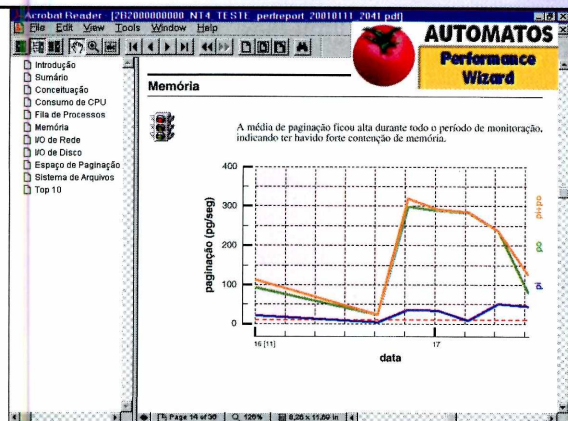 Acrobat Reader - [2B2000000000_NT4_TESTE_perfreport_20010111_2041.pdf]
File Edit View Tools Window Help
AUTOMATOS
Performance
Wizard
Introdução
Sumário
Conceituação
Consumo de CPU
Fila de Processos
Memória
I/O de Rede
I/O de Disco
Espaço de Paginação
Sistema de Arquivos
Top 10
Memória
A média de paginação ficou alta durante todo o período de monitoração,
indicando ter havido forte contenção de memória.
paginação (pg/seg)
400
300
200
100
0
pi+po
po
pi
16 [11]
17
data
Page 14 of 36
125%
8,26 x 11,69 in